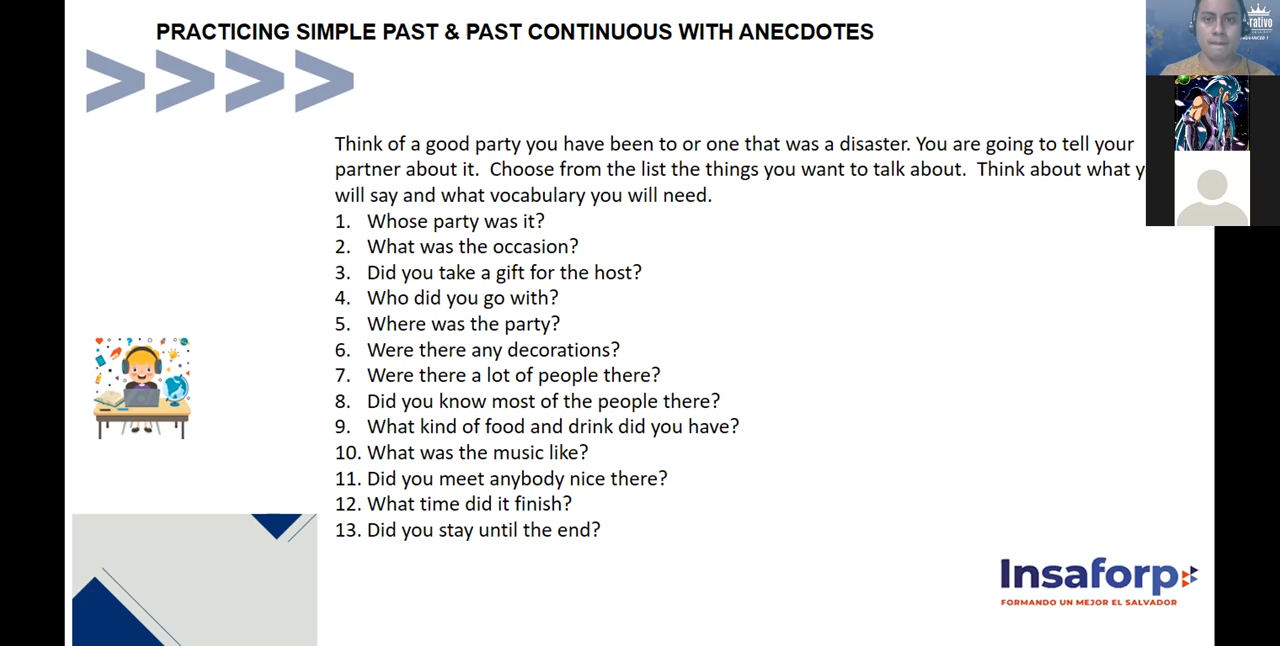 PRACTICING SIMPLE PAST & PAST CONTINUOUS WITH ANECDOTES
Think of a good party you have been to or one that was a disaster. You are going to tell your
partner about it.  Choose from the list the things you want to talk about.  Think about what y
will say and what vocabulary you will need.
1. Whose party was it?
2. What was the occasion?
3. Did you take a gift for the host?
4. Who did you go with?
5. Where was the party?
6. Were there any decorations?
7. Were there a lot of people there?
8. Did you know most of the people there?
9. What kind of food and drink did you have?
10. What was the music like?
11. Did you meet anybody nice there?
12. What time did it finish?
13. Did you stay until the end?
Insaforp
FORMANDO UN MEJOR EL SALVADOR
rativo